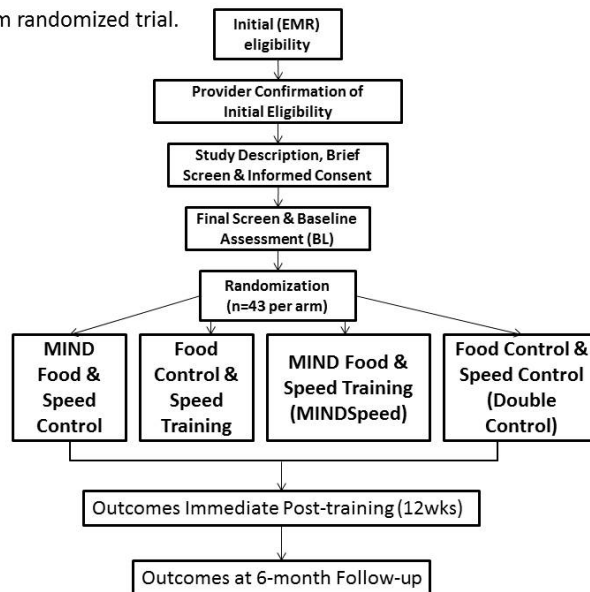 m randomized trial.
Initial (EMR)
eligibility
Provider Confirmation of
Initial Eligibility
Study Description, Brief
Screen & Informed Consent
Final Screen & Baseline
Assessment (BL)
Randomization
(n=43 per arm)
MIND
Food &
Speed
Control
Food
Control &
Speed
Training
MIND Food &
Speed Training
(MINDSpeed)
Food Control &
Speed Control
(Double
Control)
Outcomes Immediate Post-training (12wks)
Outcomes at 6-month Follow-up